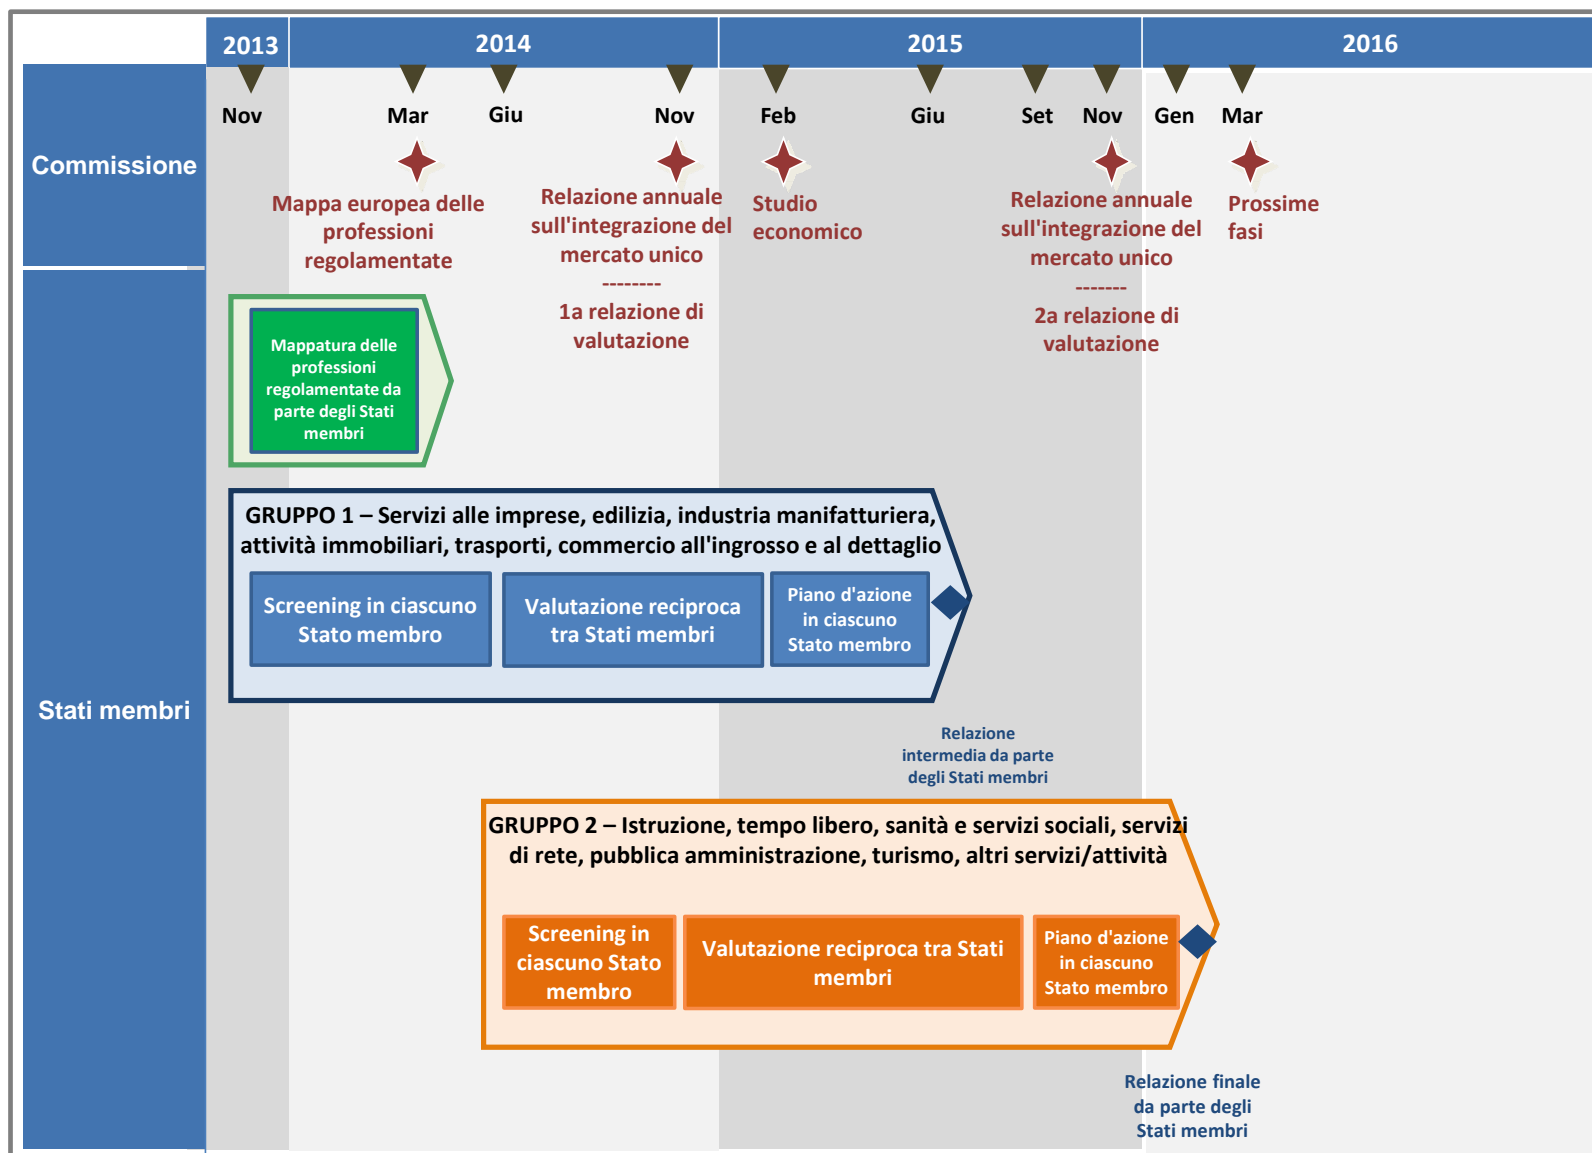 2013
2014
2015
2016
Nov
Mar
Giu
Nov
Feb
Giu
Set
Nov
Gen
Mar
Commissione
Mappa europea delle
professioni
regolamentate
Relazione annuale
sull'integrazione del
mercato unico
--------
1a relazione di
valutazione
Studio
economico
Relazione annuale
sull'integrazione del
mercato unico
-------
2a relazione di
valutazione
Prossime
fasi
Stati membri
Mappatura delle
professioni
regolamentate da
parte degli Stati
membri
GRUPPO 1 – Servizi alle imprese, edilizia, industria manifatturiera,
attività immobiliari, trasporti, commercio all'ingrosso e al dettaglio
Screening in ciascuno
Stato membro
Valutazione reciproca
tra Stati membri
Piano d'azione
in ciascuno
Stato membro
Relazione
intermedia da parte
degli Stati membri
GRUPPO 2 – Istruzione, tempo libero, sanità e servizi sociali, servizi
di rete, pubblica amministrazione, turismo, altri servizi/attività
Screening in
ciascuno Stato
membro
Valutazione reciproca tra Stati
membri
Piano d'azione
in ciascuno
Stato membro
Relazione finale
da parte degli
Stati membri